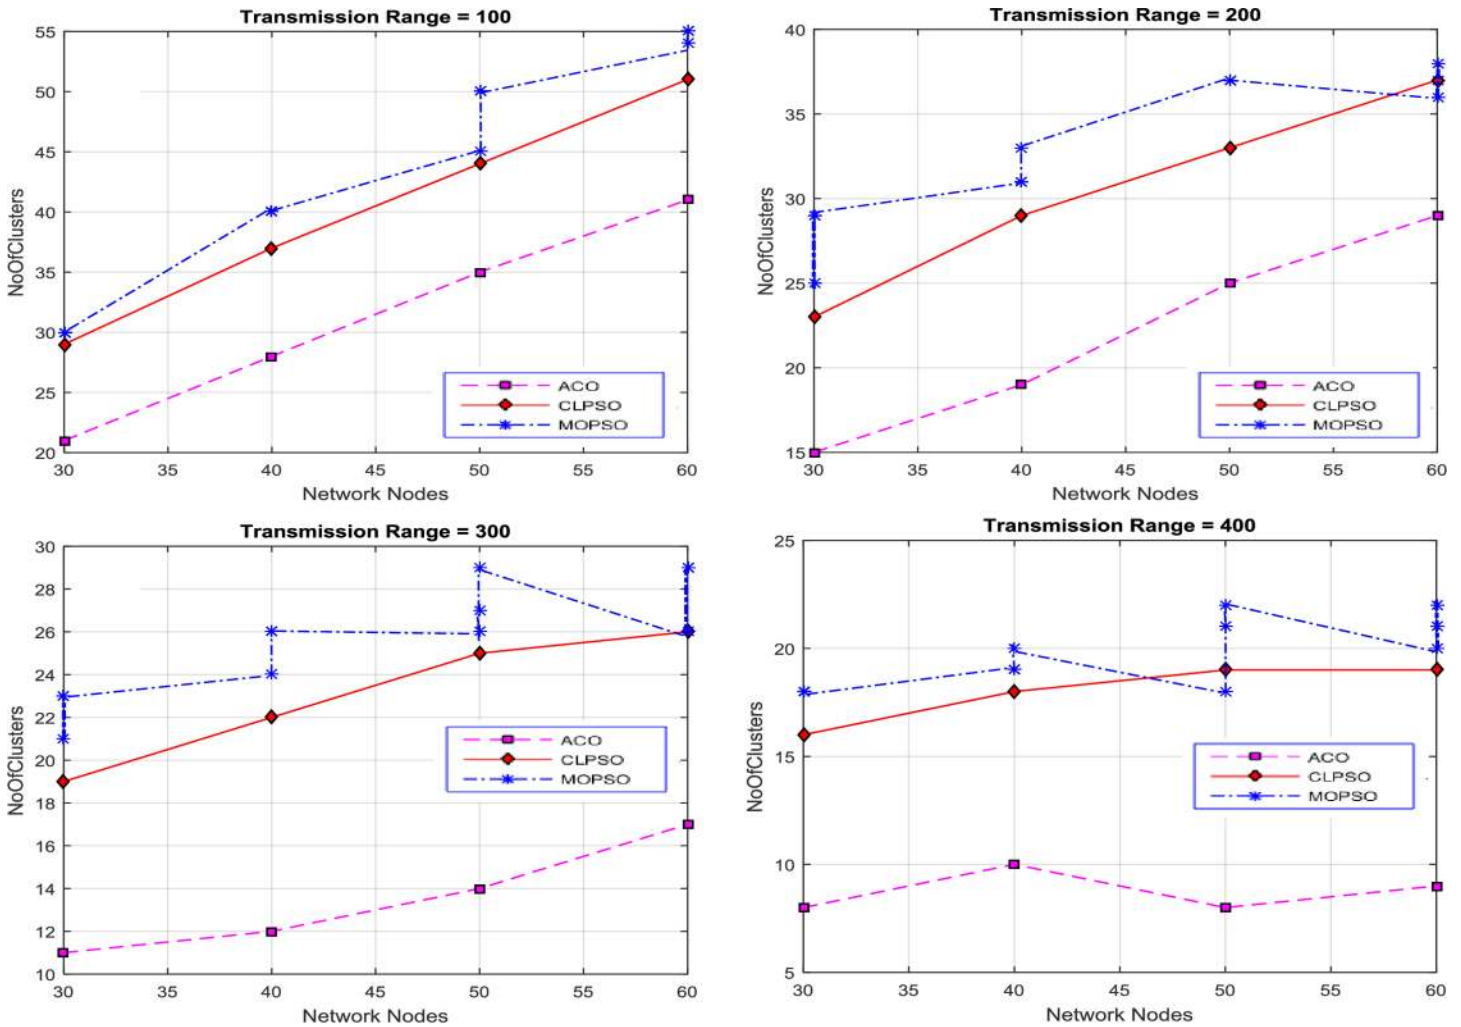 Transmission Range = 100
55
50
45
40
35
30
25
20
NoOfClusters
30 35 40 45 50 55 60
Network Nodes
ACO
CLPSO
MOPSO
Transmission Range = 200
40
35
30
25
20
15
NoOfClusters
30 35 40 45 50 55 60
Network Nodes
ACO
CLPSO
MOPSO
Transmission Range = 300
30
28
26
24
22
20
18
16
14
12
10
NoOfClusters
30 35 40 45 50 55 60
Network Nodes
ACO
CLPSO
MOPSO
Transmission Range = 400
25
20
15
10
5
NoOfClusters
30 35 40 45 50 55 60
Network Nodes
ACO
CLPSO
MOPSO